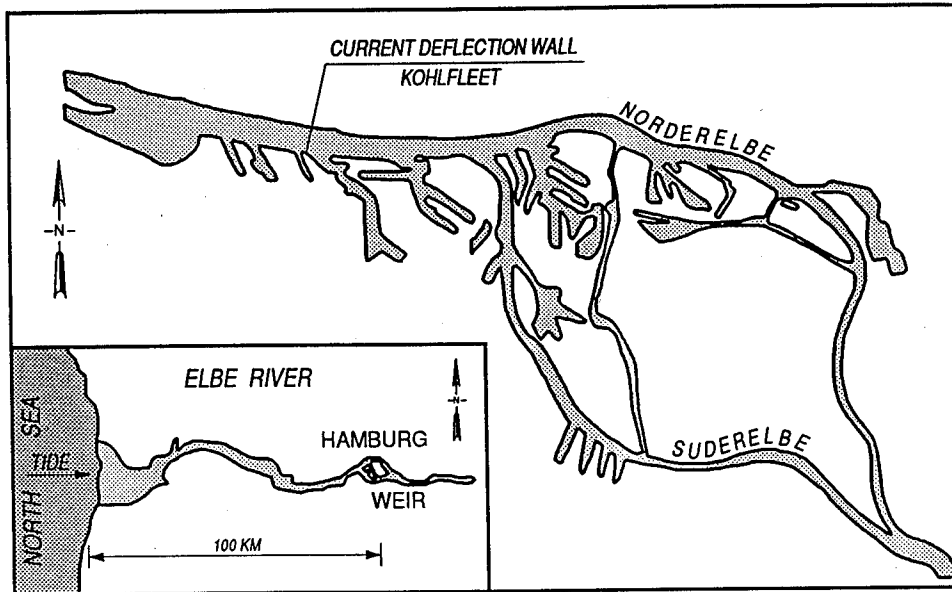 CURRENT DEFLECTION WALL
KOHLFLEET
NORDERELBE
-N-
SUDERELBE
ELBE RIVER
-N-
NORTH SEA
TIDE
HAMBURG
WEIR
100 KM